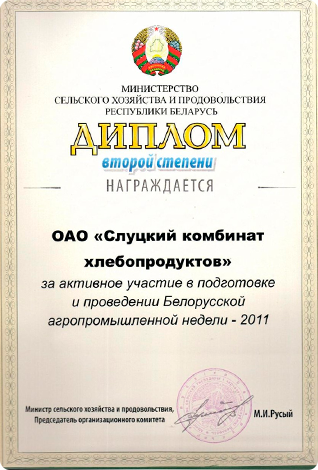 МИНИСТЕРСТВО
СЕЛЬСКОГО ХОЗЯЙСТВА И ПРОДОВОЛЬСТВИЯ
РЕСПУБЛИКИ БЕЛАРУСЬ
ДИПЛОМ
второй степени
НАГРАЖДАЕТСЯ
ОАО «Слуцкий комбинат
хлебопродуктов»
за активное участие в подготовке
и проведении Белорусской
агропромышленной недели - 2011
Министр сельского хозяйства и продовольствия,
Председатель организационного комитета
М.И.Русый